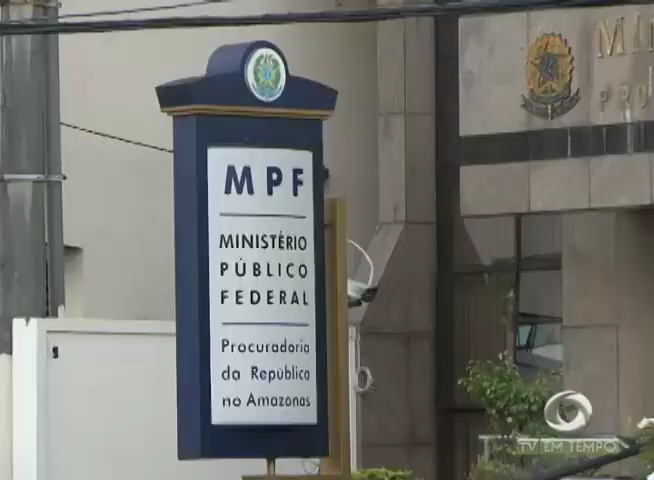 MPF
MINISTÉRIO
PÚBLICO
FEDERAL
Procuradoria
da República
no Amazonas
TV EM TEMPO